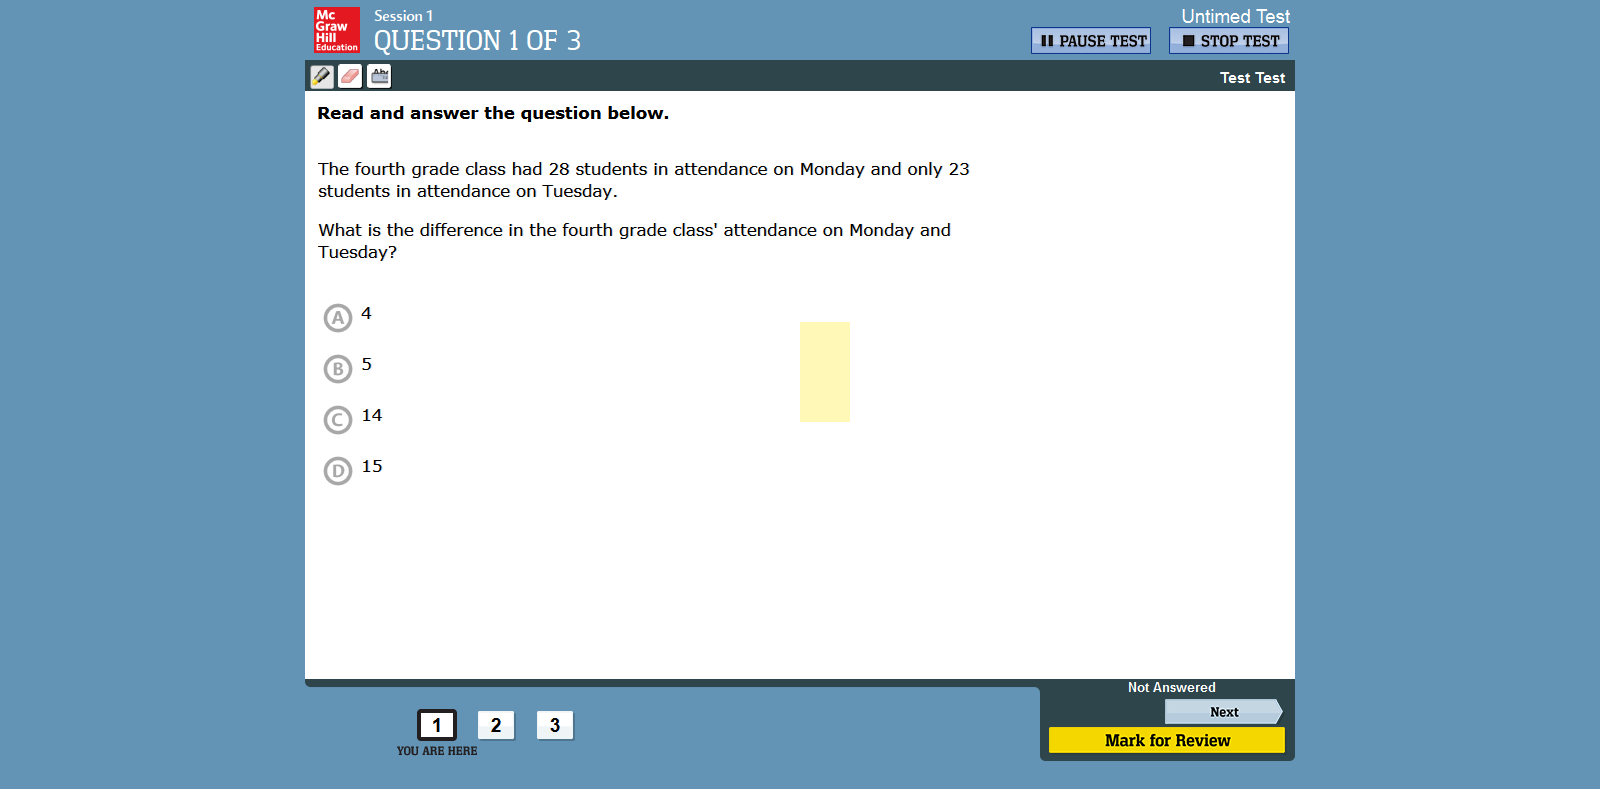 Mc
Graw
Hill
Education
Session 1
QUESTION 1 OF 3
Untimed Test
PAUSE TEST
STOP TEST
Abc
Test Test
Read and answer the question below.
The fourth grade class had 28 students in attendance on Monday and only 23
students in attendance on Tuesday.
What is the difference in the fourth grade class' attendance on Monday and
Tuesday?
A 4
B 5
C 14
D 15
Not Answered
Next
Mark for Review
1 2 3
YOU ARE HERE